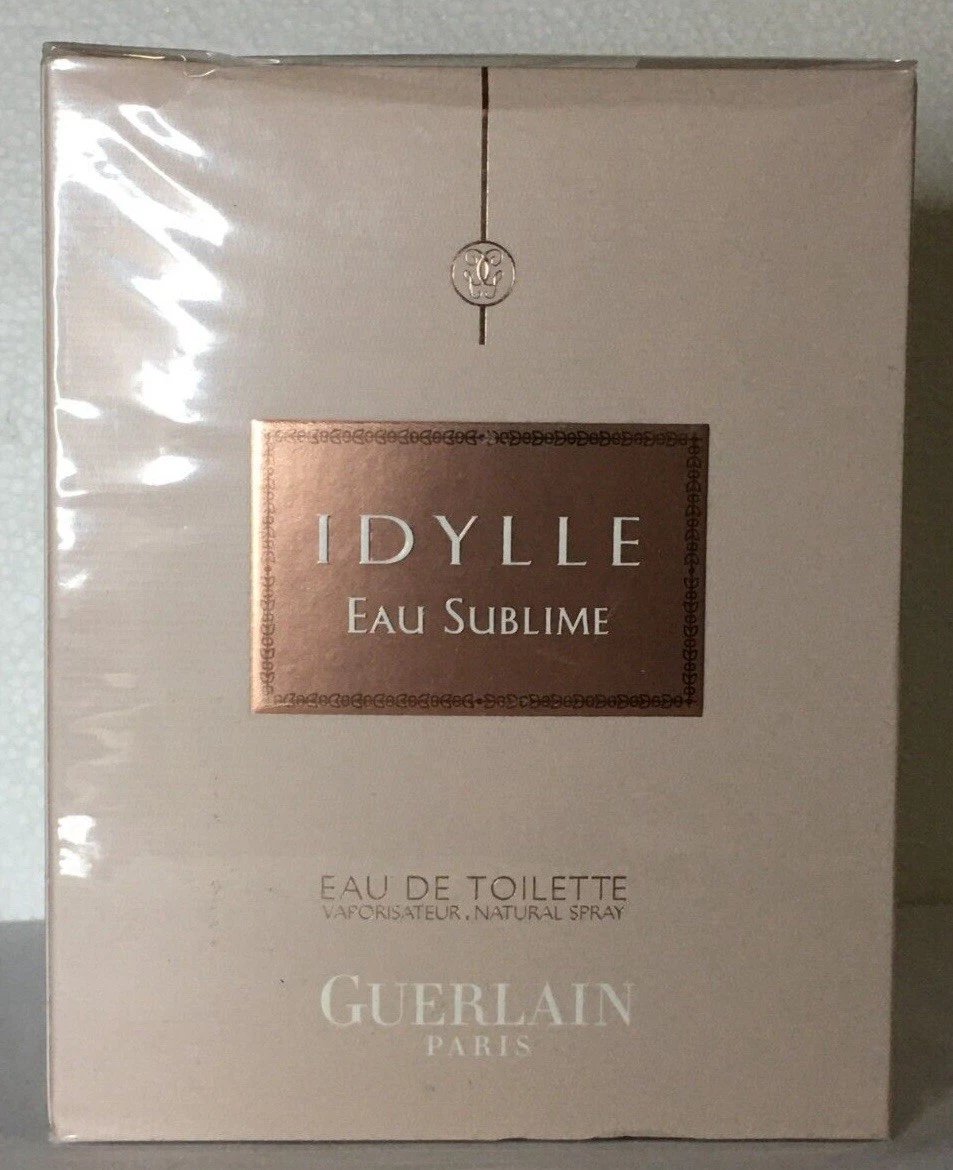 IDYLLE
EAU SUBLIME
EAU DE TOILETTE
VAPORISATEUR . NATURAL SPRAY
GUERLAIN
PARIS